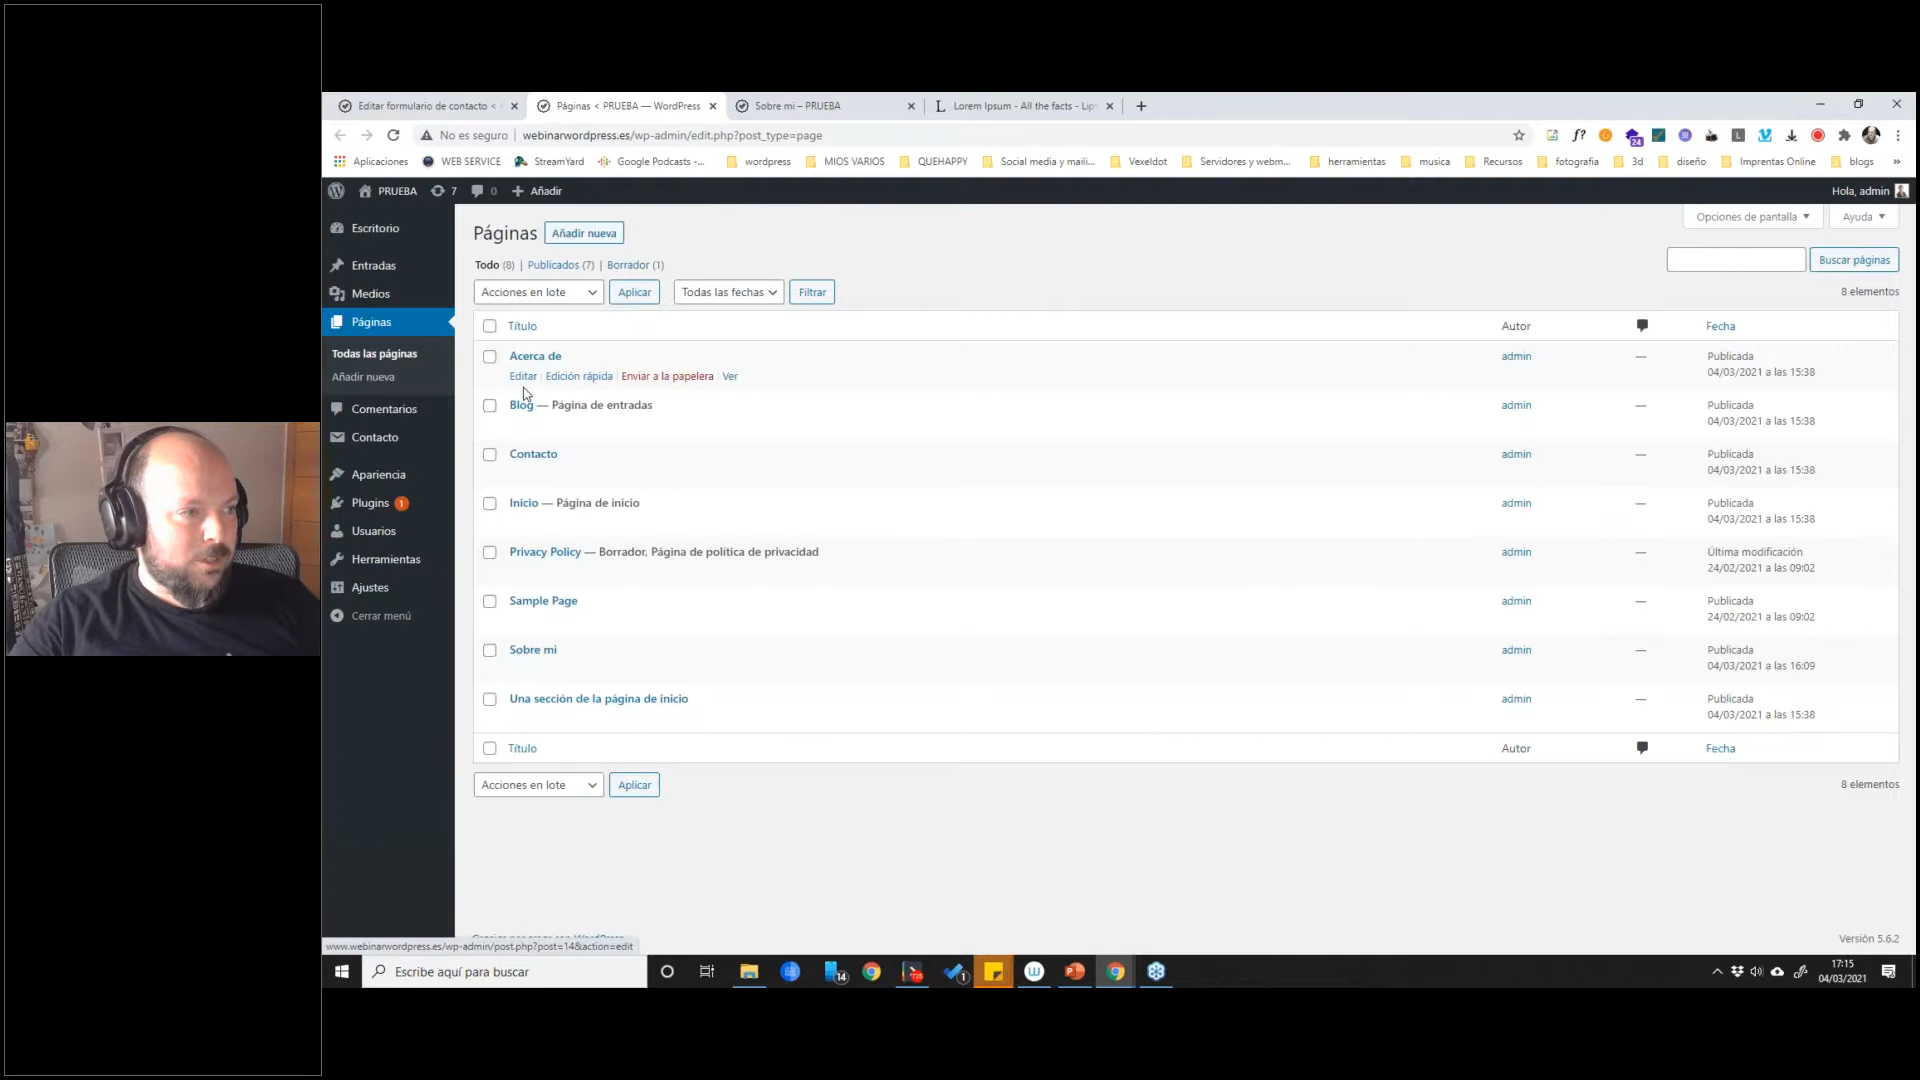 Editar formulario de contacto <
Páginas < PRUEBA — WordPress
Sobre mi – PRUEBA
Lorem Ipsum - All the facts - Lip
No es seguro
webinarwordpress.es/wp-admin/edit.php?post_type=page
24
Aplicaciones
WEB SERVICE
StreamYard
Google Podcasts -...
wordpress
MIOS VARIOS
QUEHAPPY
Social media y maili...
Vexeldot
Servidores y webm...
herramientas
musica
Recursos
fotografia
3d
diseño
Imprentas Online
blogs
»
PRUEBA
7
0
Añadir
Hola, admin
Escritorio
Entradas
Medios
Páginas
Todas las páginas
Añadir nueva
Comentarios
Contacto
Apariencia
Plugins 1
Usuarios
Herramientas
Ajustes
Cerrar menú
Opciones de pantalla
Ayuda
Páginas
Añadir nueva
Todo (8) | Publicados (7) | Borrador (1)
Buscar páginas
Acciones en lote
Aplicar
Todas las fechas
Filtrar
8 elementos
Título
Autor
Fecha
Acerca de
admin
—
Publicada
04/03/2021 a las 15:38
Editar | Edición rápida | Enviar a la papelera | Ver
Blog — Página de entradas
admin
—
Publicada
04/03/2021 a las 15:38
Contacto
admin
—
Publicada
04/03/2021 a las 15:38
Inicio — Página de inicio
admin
—
Publicada
04/03/2021 a las 15:38
Privacy Policy — Borrador, Página de política de privacidad
admin
—
Última modificación
24/02/2021 a las 09:02
Sample Page
admin
—
Publicada
24/02/2021 a las 09:02
Sobre mi
admin
—
Publicada
04/03/2021 a las 16:09
Una sección de la página de inicio
admin
—
Publicada
04/03/2021 a las 15:38
Título
Autor
Fecha
Acciones en lote
Aplicar
8 elementos
Versión 5.6.2
www.webinarwordpress.es/wp-admin/post.php?post=14&action=edit
Escribe aquí para buscar
14
1
17:15
04/03/2021